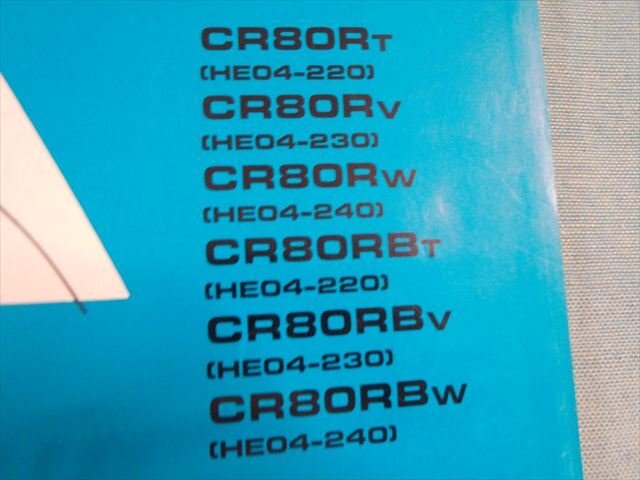 CR80RT
(HE04-220)
CR80RV
(HE04-230)
CR80RW
(HE04-240)
CR80RBT
(HE04-220)
CR80RBV
(HE04-230)
CR80RBW
(HE04-240)